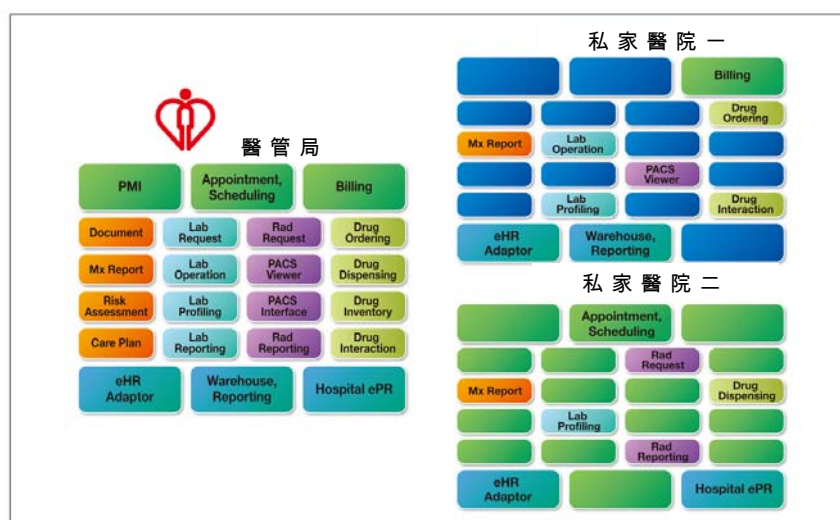 醫管局
PMI
Appointment,
Scheduling
Billing
Document
Lab
Request
Rad
Request
Drug
Ordering
Mx Report
Lab
Operation
PACS
Viewer
Drug
Dispensing
Risk
Assessment
Lab
Profiling
PACS
Interface
Drug
Inventory
Care Plan
Lab
Reporting
Rad
Reporting
Drug
Interaction
eHR
Adaptor
Warehouse,
Reporting
Hospital ePR
私家醫院一
Billing
Drug
Ordering
Mx Report
Lab
Operation
PACS
Viewer
Lab
Profiling
Drug
Interaction
eHR
Adaptor
Warehouse,
Reporting
私家醫院二
Appointment,
Scheduling
Rad
Request
Mx Report
Drug
Dispensing
Lab
Profiling
Rad
Reporting
eHR
Adaptor
Hospital ePR